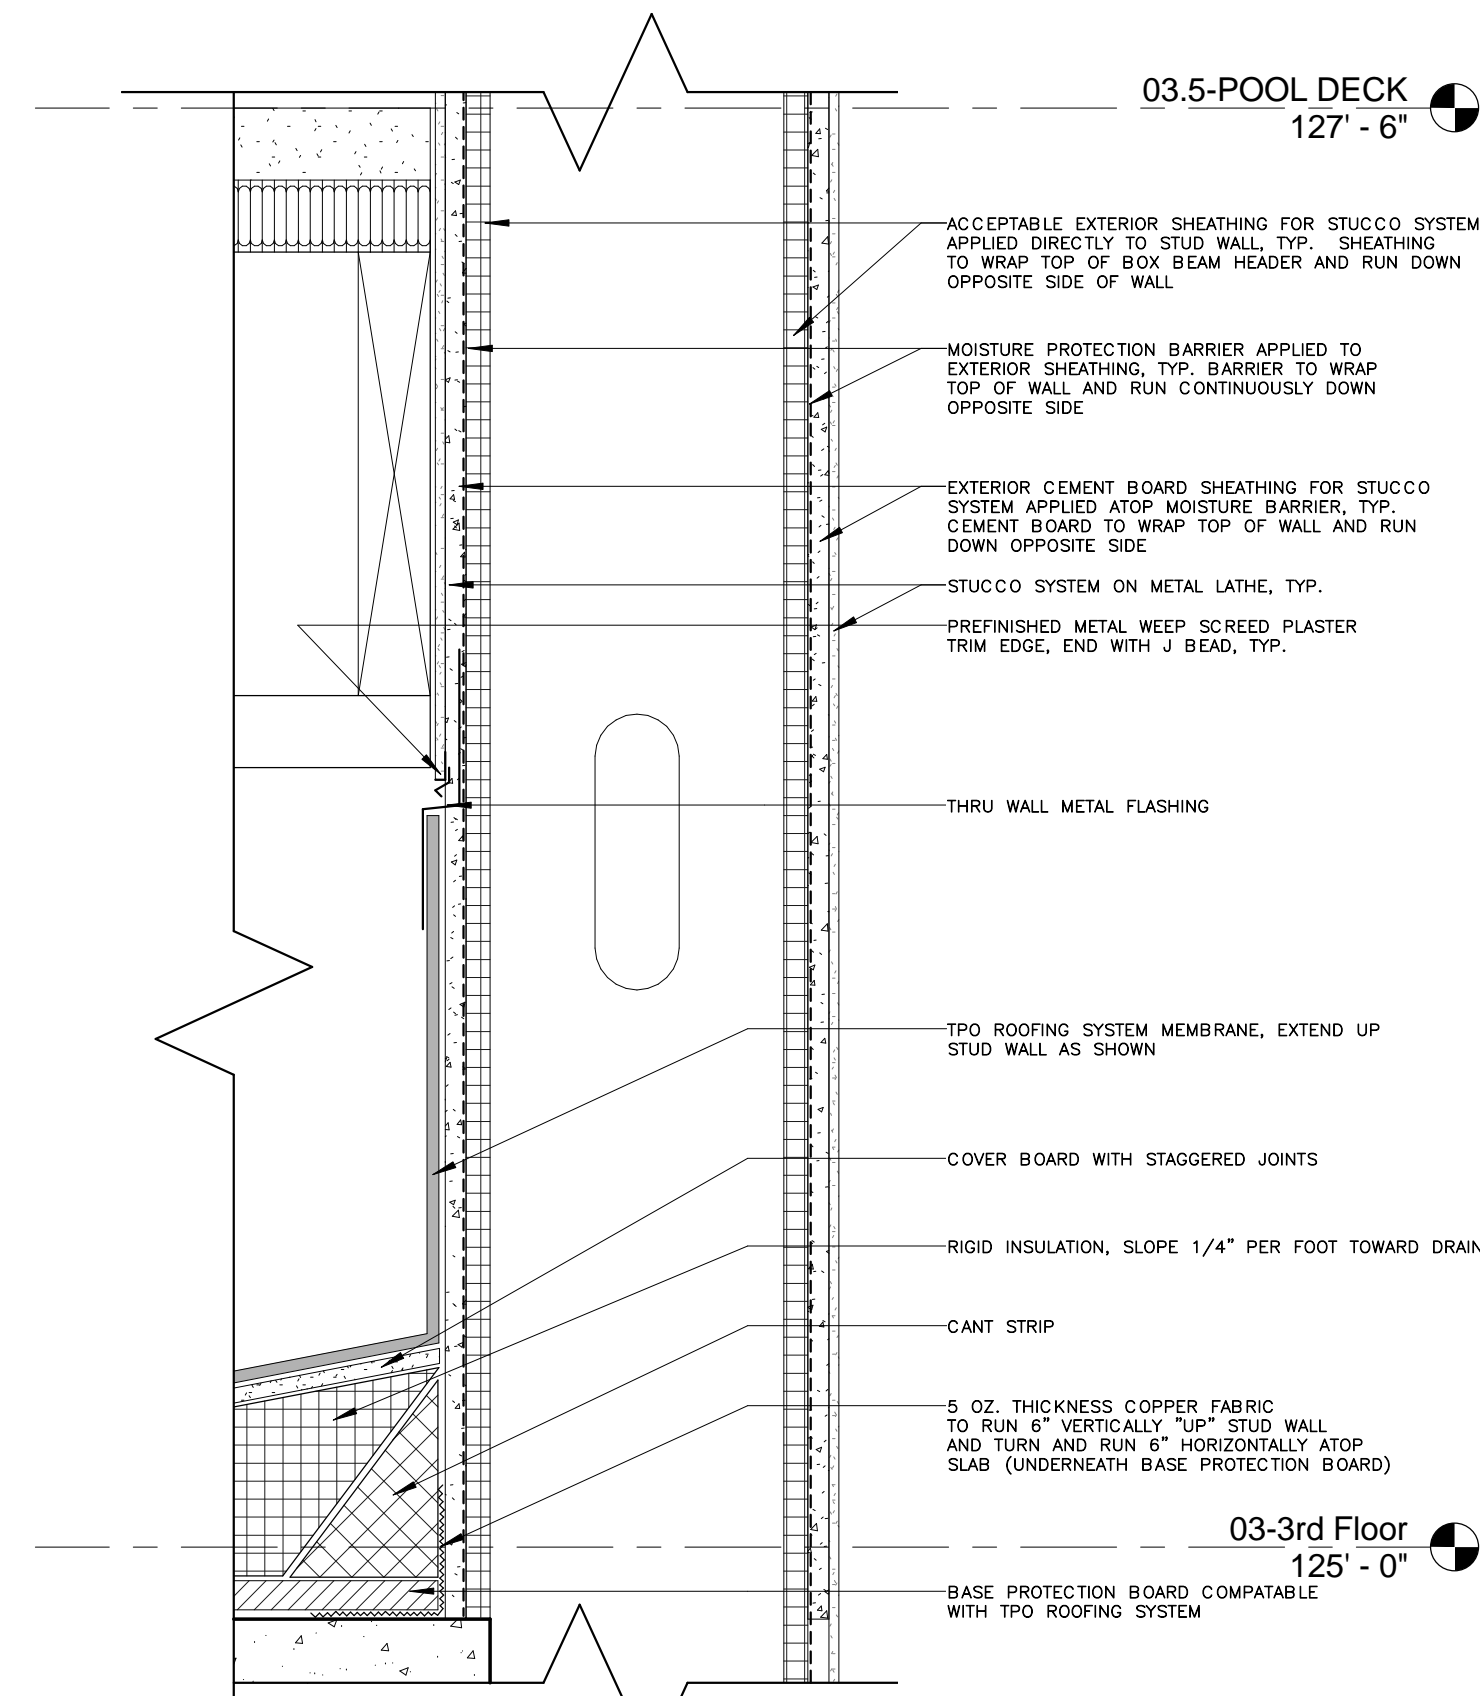 03.5-POOL DECK
127' - 6"
ACCEPTABLE EXTERIOR SHEATHING FOR STUCCO SYSTEM
APPLIED DIRECTLY TO STUD WALL, TYP. SHEATHING
TO WRAP TOP OF BOX BEAM HEADER AND RUN DOWN
OPPOSITE SIDE OF WALL
MOISTURE PROTECTION BARRIER APPLIED TO
EXTERIOR SHEATHING, TYP. BARRIER TO WRAP
TOP OF WALL AND RUN CONTINUOUSLY DOWN
OPPOSITE SIDE
EXTERIOR CEMENT BOARD SHEATHING FOR STUCCO
SYSTEM APPLIED ATOP MOISTURE BARRIER, TYP.
CEMENT BOARD TO WRAP TOP OF WALL AND RUN
DOWN OPPOSITE SIDE
STUCCO SYSTEM ON METAL LATHE, TYP.
PREFINISHED METAL WEEP SCREED PLASTER
TRIM EDGE, END WITH J BEAD, TYP.
THRU WALL METAL FLASHING
TPO ROOFING SYSTEM MEMBRANE, EXTEND UP
STUD WALL AS SHOWN
COVER BOARD WITH STAGGERED JOINTS
RIGID INSULATION, SLOPE 1/4" PER FOOT TOWARD DRAIN
CANT STRIP
5 OZ. THICKNESS COPPER FABRIC
TO RUN 6" VERTICALLY "UP" STUD WALL
AND TURN AND RUN 6" HORIZONTALLY ATOP
SLAB (UNDERNEATH BASE PROTECTION BOARD)
03-3rd Floor
125' - 0"
BASE PROTECTION BOARD COMPATABLE
WITH TPO ROOFING SYSTEM